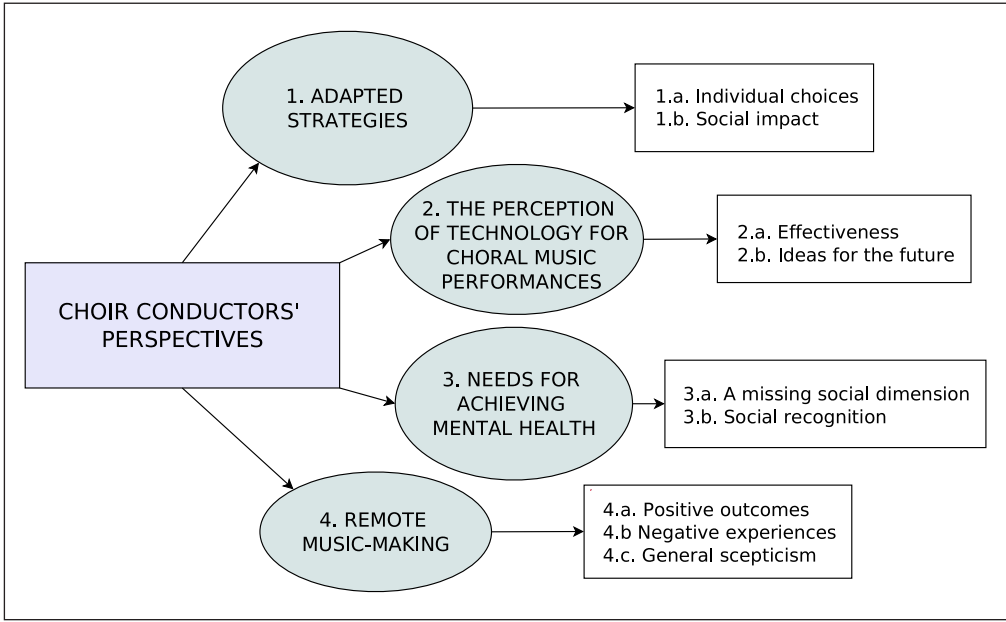 1. ADAPTED
STRATEGIES
1.a. Individual choices
1.b. Social impact
2. THE PERCEPTION
OF TECHNOLOGY FOR
CHORAL MUSIC
PERFORMANCES
2.a. Effectiveness
2.b. Ideas for the future
CHOIR CONDUCTORS'
PERSPECTIVES
3. NEEDS FOR
ACHIEVING
MENTAL HEALTH
3.a. A missing social dimension
3.b. Social recognition
4. REMOTE
MUSIC-MAKING
4.a. Positive outcomes
4.b Negative experiences
4.c. General scepticism